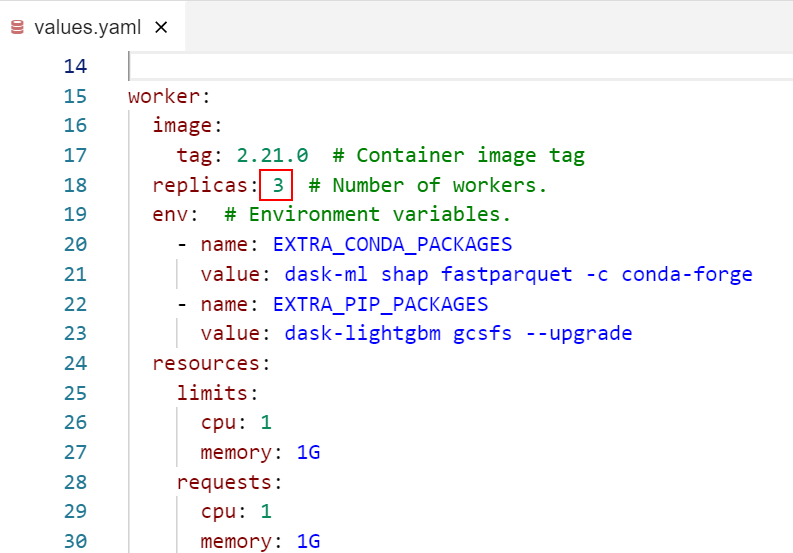 values.yaml ×
14
15 worker:
16   image:
17     tag: 2.21.0  # Container image tag
18   replicas: 3  # Number of workers.
19   env:  # Environment variables.
20     - name: EXTRA_CONDA_PACKAGES
21       value: dask-ml shap fastparquet -c conda-forge
22     - name: EXTRA_PIP_PACKAGES
23       value: dask-lightgbm gcsfs --upgrade
24   resources:
25     limits:
26       cpu: 1
27       memory: 1G
28     requests:
29       cpu: 1
30       memory: 1G